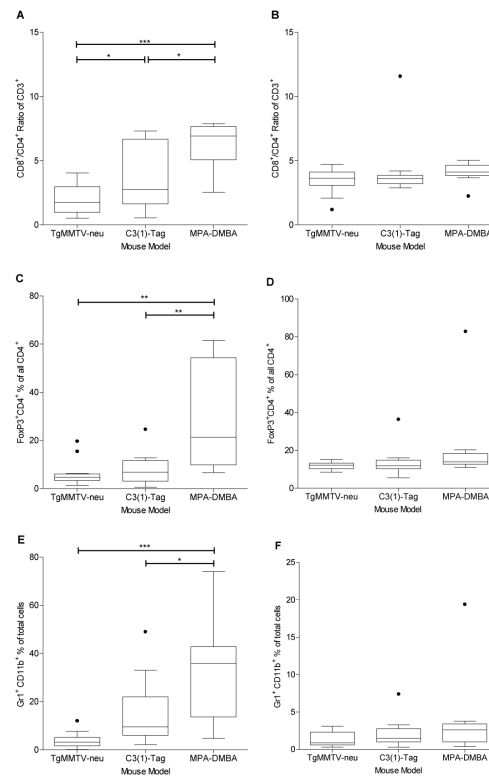 A
15
10
5
0
CD8⁺/CD4⁺ Ratio of CD3⁺
***
*
*
TgMMTV-neu C3(1)-Tag MPA-DMBA
Mouse Model
B
15
10
5
0
CD8⁺/CD4⁺ Ratio of CD3⁺
TgMMTV-neu C3(1)-Tag MPA-DMBA
Mouse Model
C
80
60
40
20
0
FoxP3⁺CD4⁺ % of all CD4⁺
**
**
TgMMTV-neu C3(1)-Tag MPA-DMBA
Mouse Model
D
100
80
60
40
20
0
FoxP3⁺CD4⁺ % of all CD4⁺
TgMMTV-neu C3(1)-Tag MPA-DMBA
Mouse Model
E
80
60
40
20
0
Gr1⁺ CD11b⁺ % of total cells
***
*
TgMMTV-neu C3(1)-Tag MPA-DMBA
Mouse Model
F
25
20
15
10
5
0
Gr1⁺ CD11b⁺ % of total cells
TgMMTV-neu C3(1)-Tag MPA-DMBA
Mouse Model